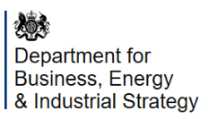 Department for
Business, Energy
& Industrial Strategy